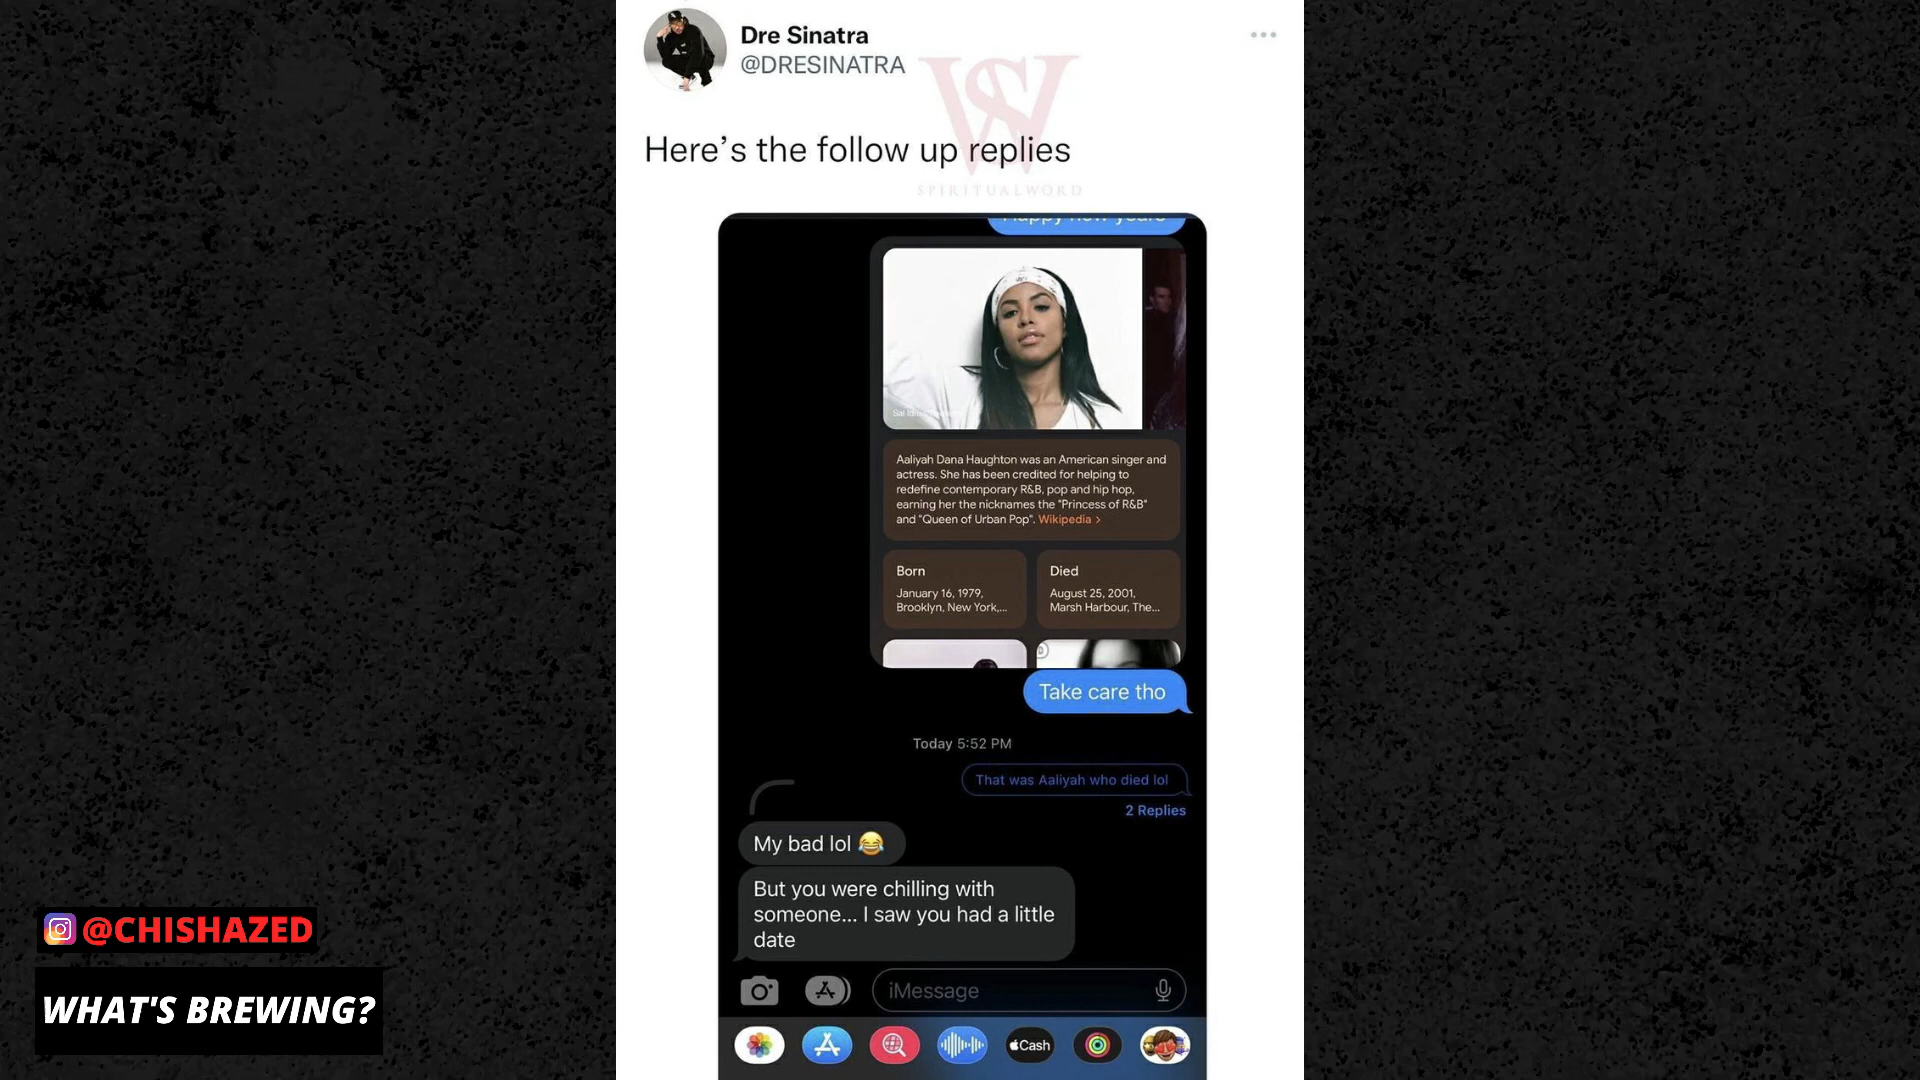 Dre Sinatra
@DRESINATRA
Here’s the follow up replies
SPIRITUALWORD
Happy new years
Aaliyah Dana Haughton was an American singer and
actress. She has been credited for helping to
redefine contemporary R&B, pop and hip hop,
earning her the nicknames the "Princess of R&B"
and "Queen of Urban Pop". Wikipedia >
Born
January 16, 1979,
Brooklyn, New York,...
Died
August 25, 2001,
Marsh Harbour, The...
Take care tho
Today 5:52 PM
That was Aaliyah who died lol
2 Replies
My bad lol 😂
But you were chilling with
someone... I saw you had a little
date
iMessage
Cash
@CHISHAZED
WHAT'S BREWING?